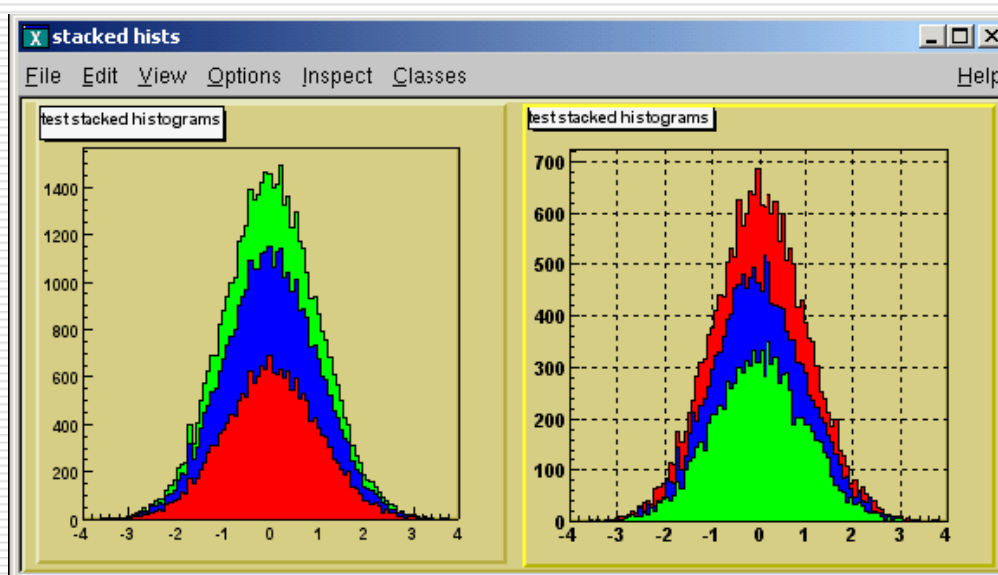 stacked hists
File Edit View Options Inspect Classes Help
test stacked histograms
1400
1200
1000
800
600
400
200
0
-4 -3 -2 -1 0 1 2 3 4
test stacked histograms
700
600
500
400
300
200
100
0
-4 -3 -2 -1 0 1 2 3 4